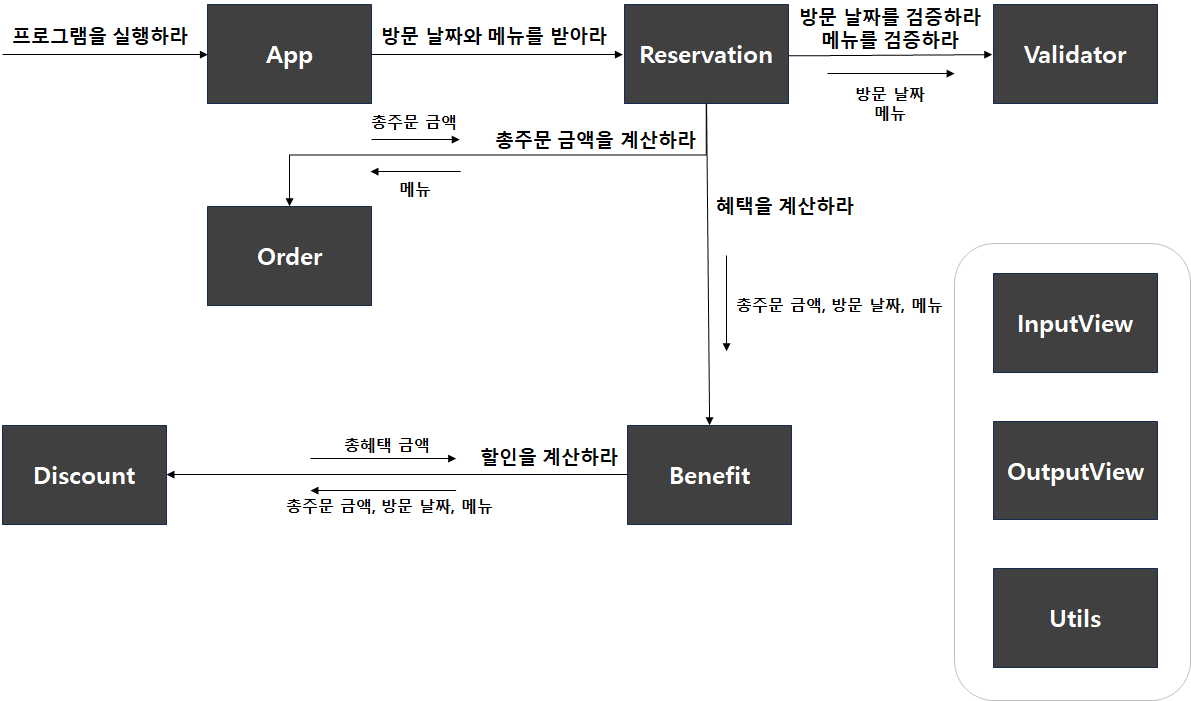 프로그램을 실행하라
App
방문 날짜와 메뉴를 받아라
Reservation
방문 날짜를 검증하라
메뉴를 검증하라
Validator
방문 날짜
메뉴
총주문 금액
총주문 금액을 계산하라
메뉴
Order
혜택을 계산하라
총주문 금액, 방문 날짜, 메뉴
InputView
Discount
총혜택 금액
할인을 계산하라
총주문 금액, 방문 날짜, 메뉴
Benefit
OutputView
Utils